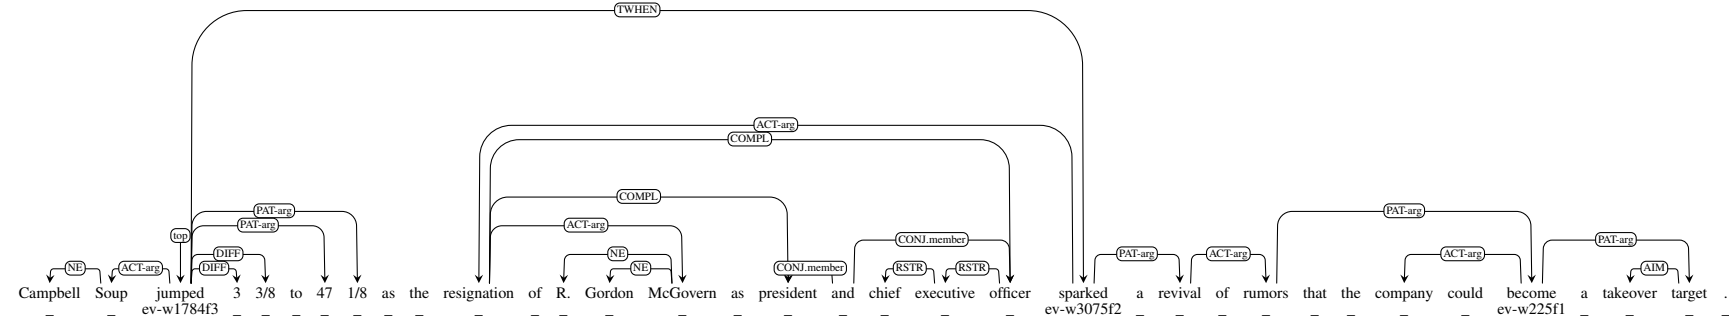 TWHEN
ACT-arg
COMPL
COMPL
PAT-arg PAT-arg
PAT-arg ACT-arg
top CONJ.member
DIFF NE PAT-arg ACT-arg ACT-arg PAT-arg
NE ACT-arg DIFF NE CONJ.member RSTR RSTR AIM
Campbell Soup jumped 3 3/8 to 47 1/8 as the resignation of R. Gordon McGovern as president and chief executive officer sparked a revival of rumors that the company could become a takeover target .
_ _ ev-w1784f3 _ _ _ _ _ _ _ _ _ _ _ _ _ _ _ _ _ _ ev-w3075f2 _ _ _ _ _ _ _ _ ev-w225f1 _ _ _ _